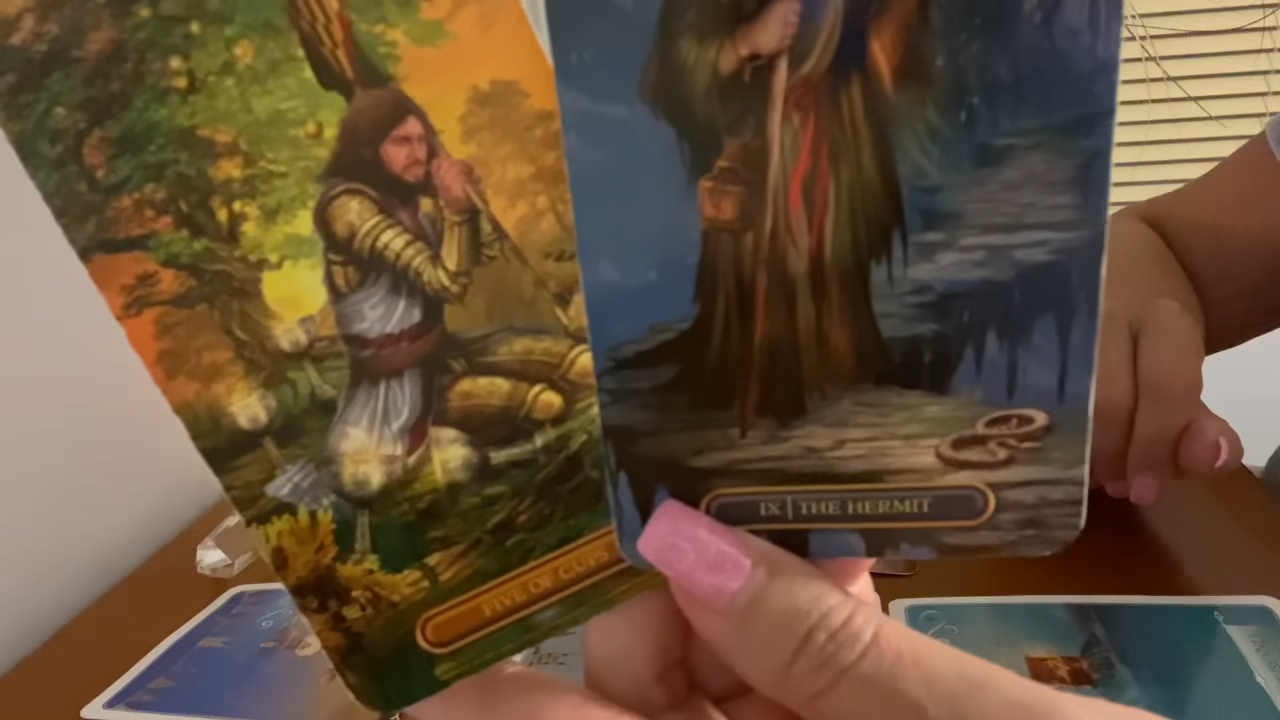 FIVE OF CUPS
IX | THE HERMIT